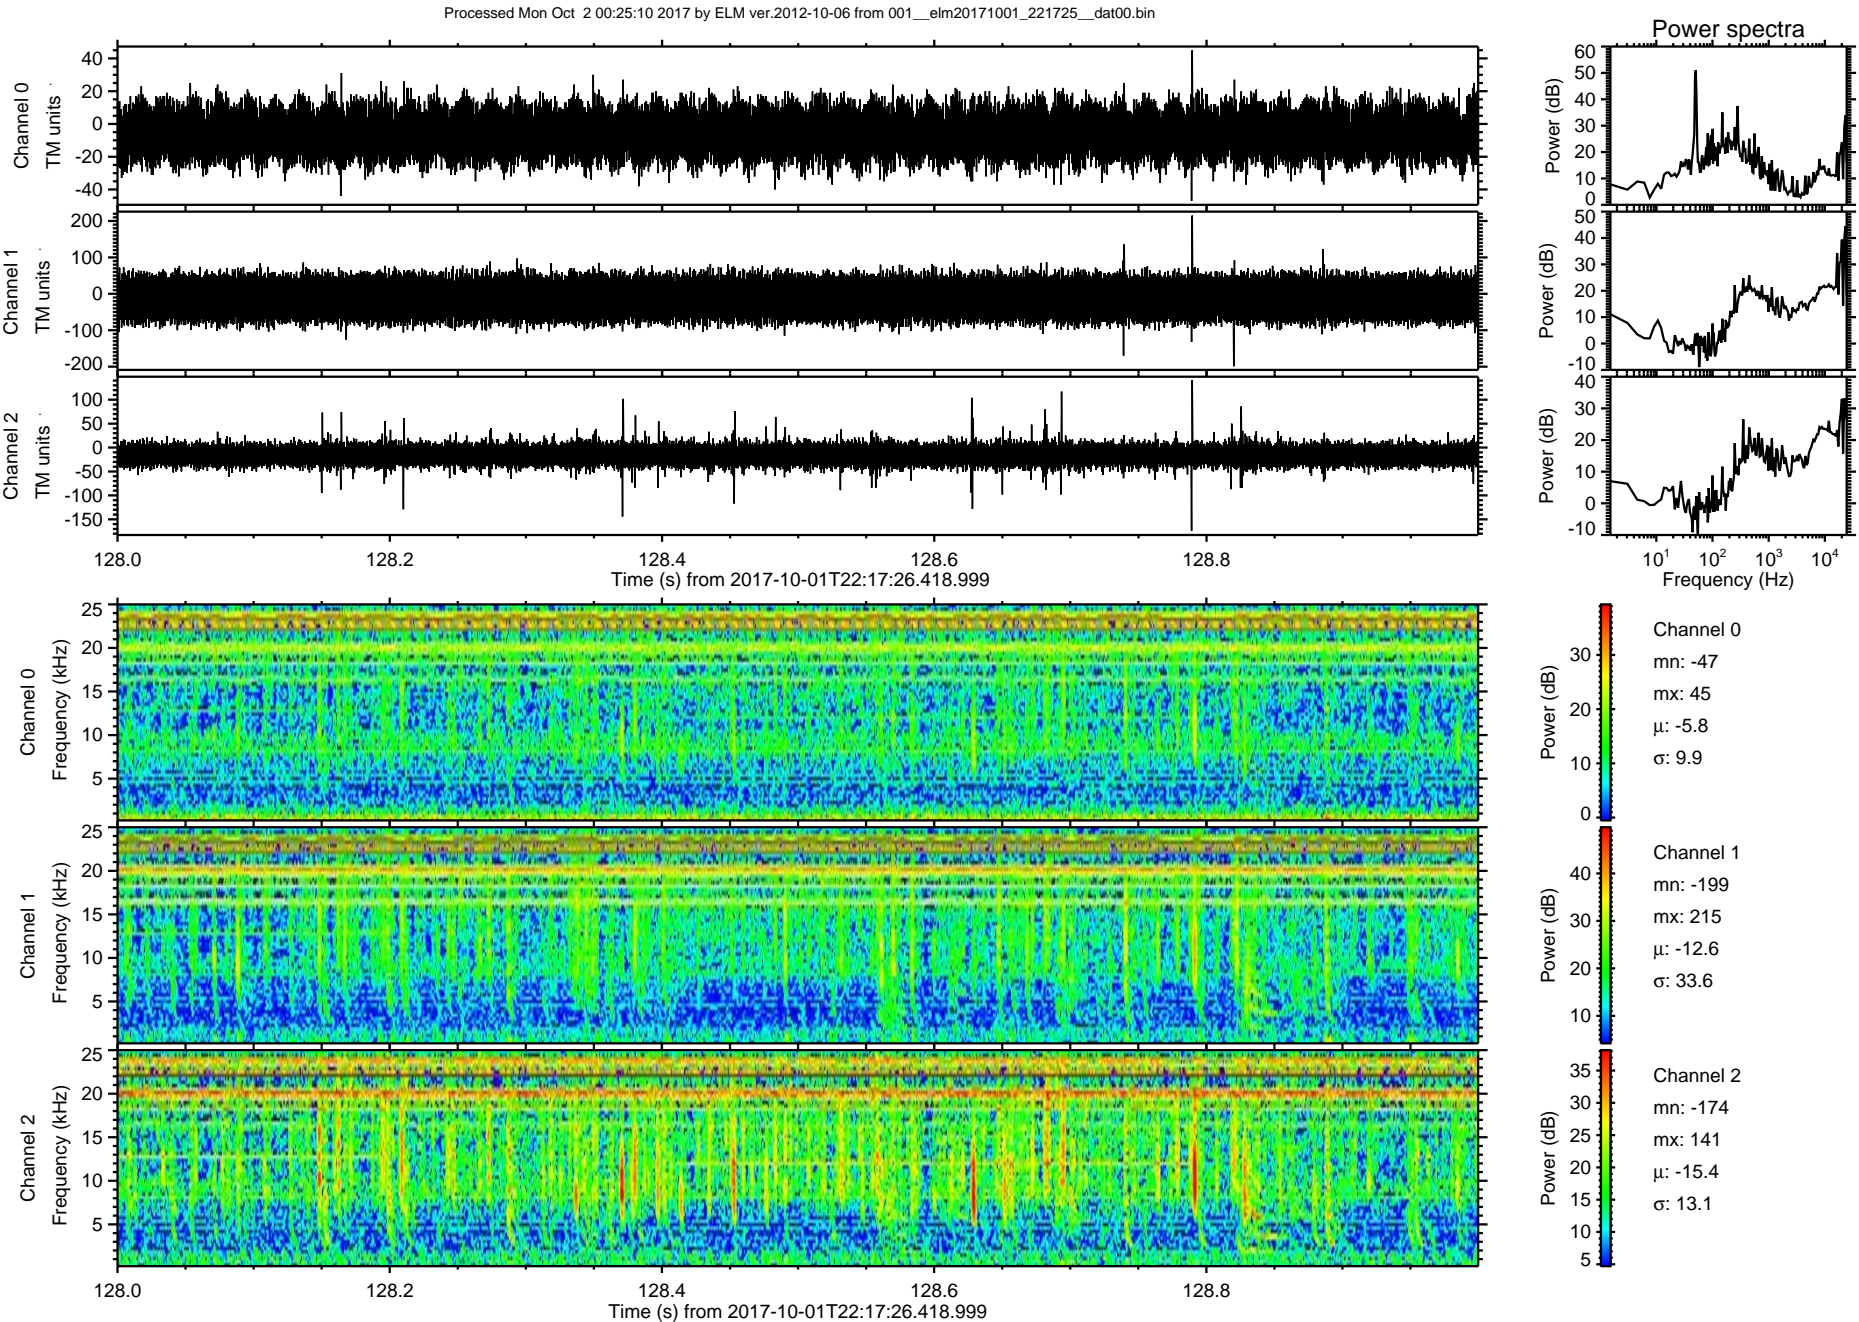 Processed Mon Oct  2 00:25:10 2017 by ELM ver.2012-10-06 from 001__elm20171001_221725__dat00.bin
Power spectra
Channel 0
TM units
40
20
0
-20
-40
Power (dB)
60
50
40
30
20
10
0
Channel 1
TM units
200
100
0
-100
-200
Power (dB)
50
40
30
20
10
0
-10
Channel 2
TM units
100
50
0
-50
-100
-150
Power (dB)
40
30
20
10
0
-10
128.0 128.2 128.4 128.6 128.8
Time (s) from 2017-10-01T22:17:26.418.999
10¹ 10² 10³ 10⁴
Frequency (Hz)
Channel 0
Frequency (kHz)
25
20
15
10
5
Power (dB)
30
20
10
0
Channel 0
mn: -47
mx: 45
μ: -5.8
σ: 9.9
Channel 1
Frequency (kHz)
25
20
15
10
5
Power (dB)
40
30
20
10
Channel 1
mn: -199
mx: 215
μ: -12.6
σ: 33.6
Channel 2
Frequency (kHz)
25
20
15
10
5
Power (dB)
35
30
25
20
15
10
5
Channel 2
mn: -174
mx: 141
μ: -15.4
σ: 13.1
128.0 128.2 128.4 128.6 128.8
Time (s) from 2017-10-01T22:17:26.418.999